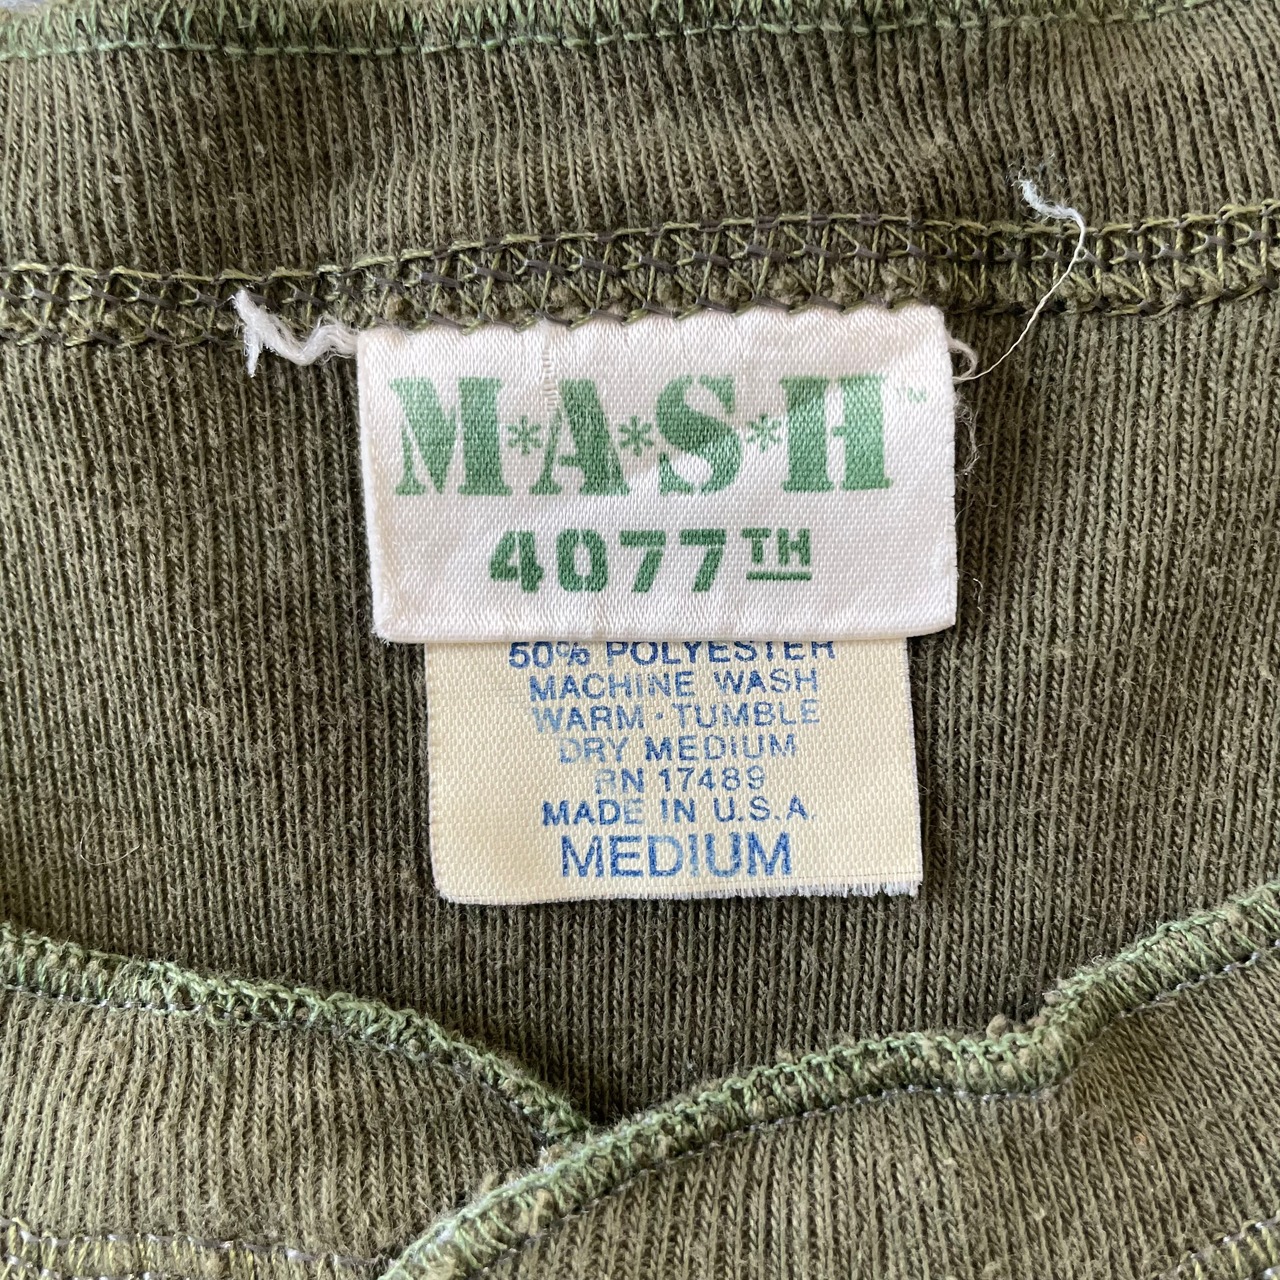 M*A*S*H™
4077TH
50% POLYESTER
MACHINE WASH
WARM · TUMBLE
DRY MEDIUM
RN 17489
MADE IN U.S.A.
MEDIUM